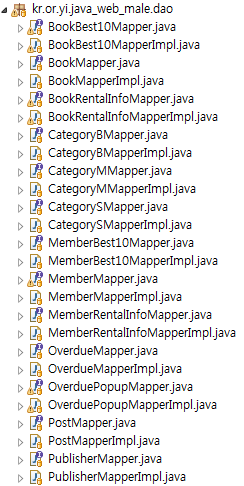 kr.or.yi.java_web_male.dao
BookBest10Mapper.java
BookBest10MapperImpl.java
BookMapper.java
BookMapperImpl.java
BookRentalInfoMapper.java
BookRentalInfoMapperImpl.java
CategoryBMapper.java
CategoryBMapperImpl.java
CategoryMMapper.java
CategoryMMapperImpl.java
CategorySMapper.java
CategorySMapperImpl.java
MemberBest10Mapper.java
MemberBest10MapperImpl.java
MemberMapper.java
MemberMapperImpl.java
MemberRentalInfoMapper.java
MemberRentalInfoMapperImpl.java
OverdueMapper.java
OverdueMapperImpl.java
OverduePopupMapper.java
OverduePopupMapperImpl.java
PostMapper.java
PostMapperImpl.java
PublisherMapper.java
PublisherMapperImpl.java